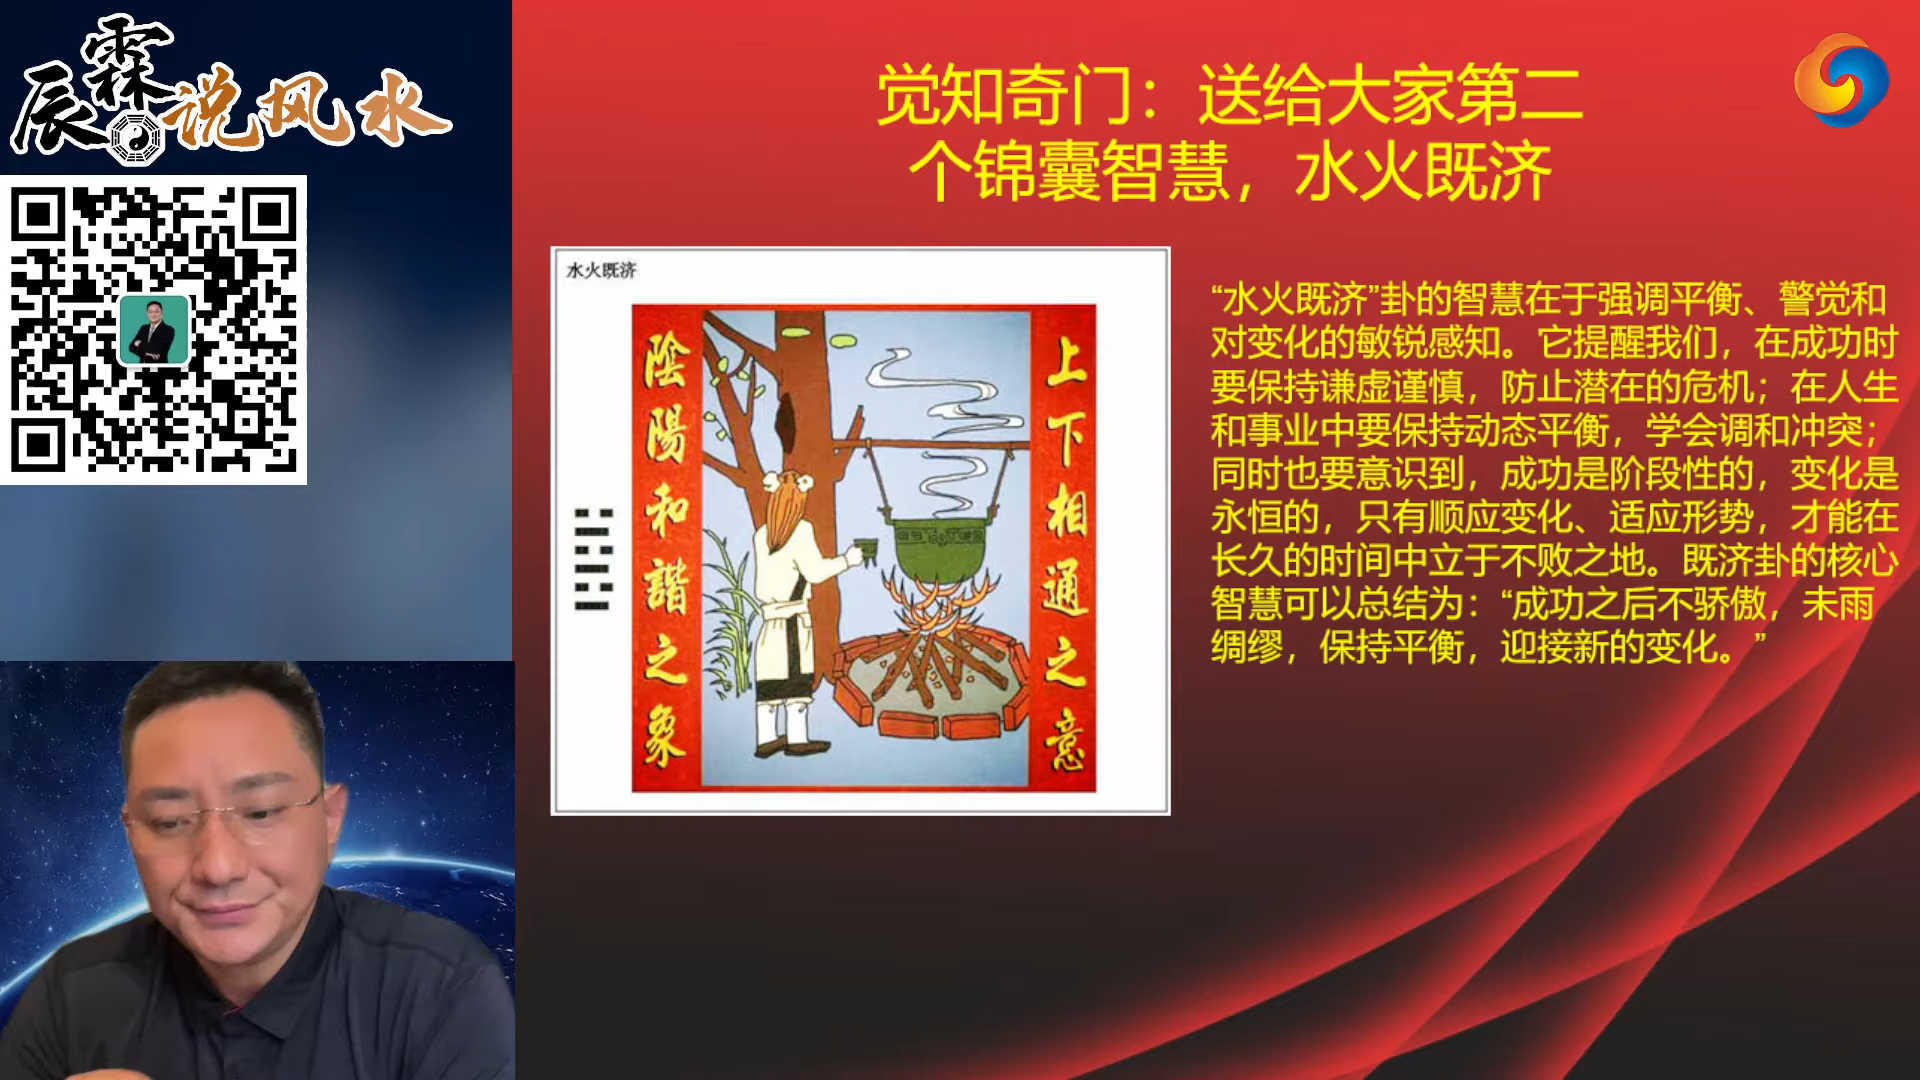 辰霖说风水
觉知奇门：送给大家第二
个锦囊智慧，水火既济
水火既济
陰陽和諧之象
上下相通之意
“水火既济”卦的智慧在于强调平衡、警觉和
对变化的敏锐感知。它提醒我们，在成功时
要保持谦虚谨慎，防止潜在的危机；在人生
和事业中要保持动态平衡，学会调和冲突；
同时也要意识到，成功是阶段性的，变化是
永恒的，只有顺应变化、适应形势，才能在
长久的时间中立于不败之地。既济卦的核心
智慧可以总结为：“成功之后不骄傲，未雨
绸缪，保持平衡，迎接新的变化。”